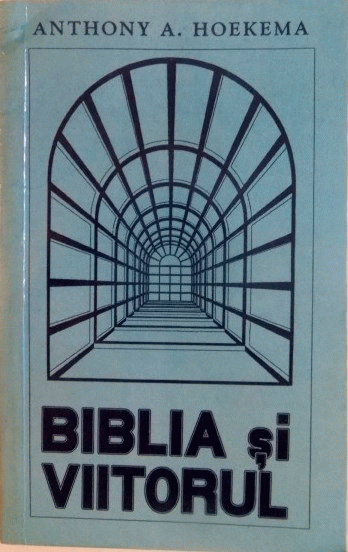 ANTHONY A. HOEKEMA
BIBLIA și
VIITORUL